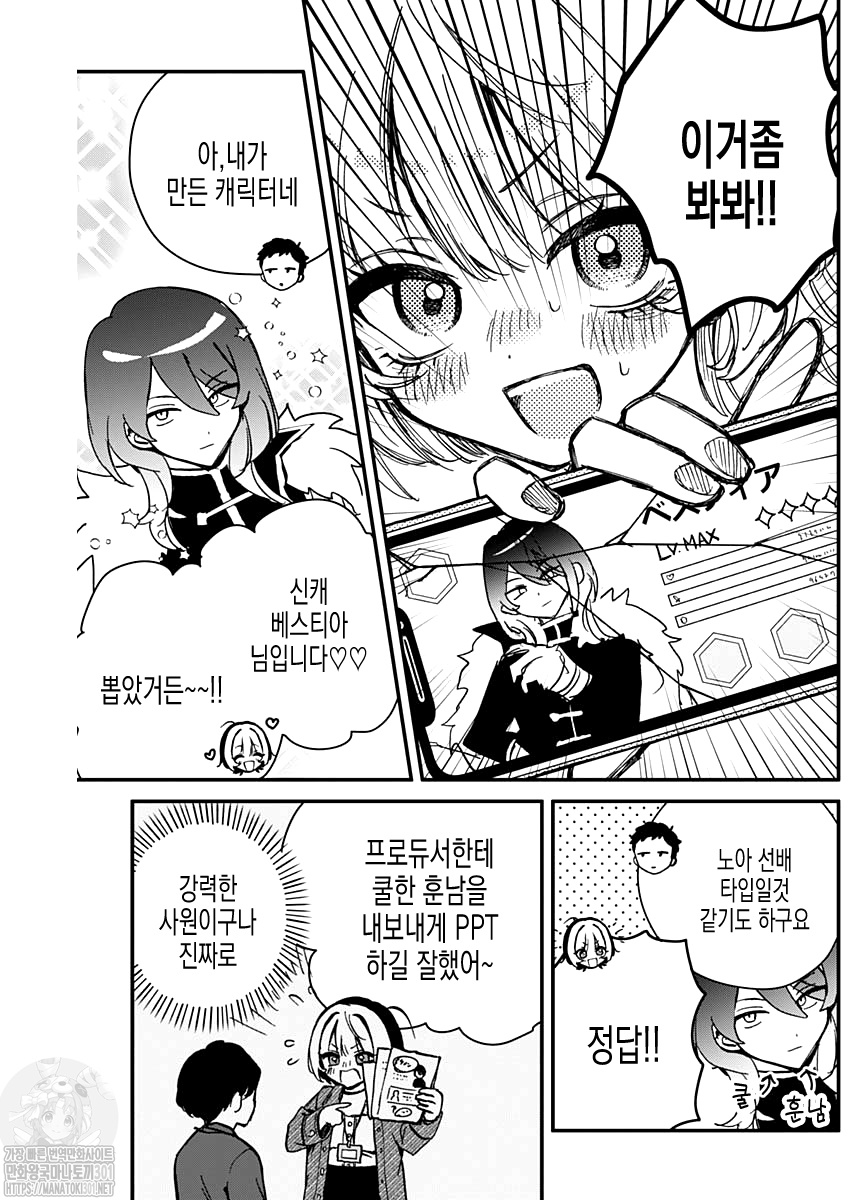 이거좀
봐봐!!
ベスティア
Lv.MAX
아,내가
만든 캐릭터네
신캐
베스티아
님입니다♡♡
뽑았거든~~!!
노아 선배
타입일것
같기도 하구요
정답!!
쿨
훈남
프로듀서한테
쿨한 훈남을
내보내게 PPT
하길 잘했어~
강력한
사원이구나
진짜로
가장 빠른 번역만화사이트
만화왕국마나토끼301
HTTPS://MANATOKI301.NET